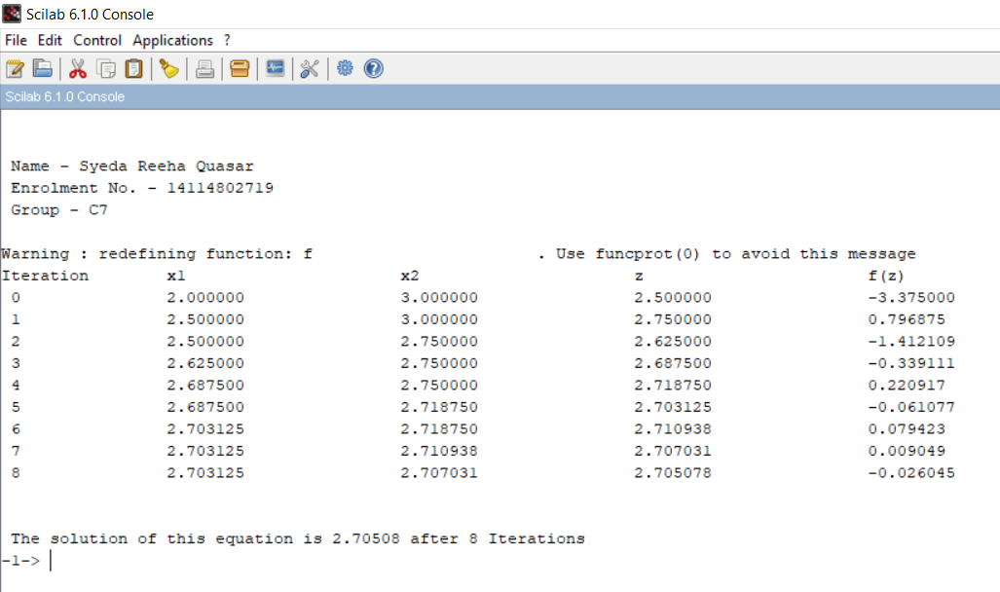 Scilab 6.1.0 Console
File Edit Control Applications ?
Scilab 6.1.0 Console
Name - Syeda Reeha Quasar
Enrolment No. - 14114802719
Group - C7
Warning : redefining function: f . Use funcprot(0) to avoid this message
Iteration x1 x2 z f(z)
0 2.000000 3.000000 2.500000 -3.375000
1 2.500000 3.000000 2.750000 0.796875
2 2.500000 2.750000 2.625000 -1.412109
3 2.625000 2.750000 2.687500 -0.339111
4 2.687500 2.750000 2.718750 0.220917
5 2.687500 2.718750 2.703125 -0.061077
6 2.703125 2.718750 2.710938 0.079423
7 2.703125 2.710938 2.707031 0.009049
8 2.703125 2.707031 2.705078 -0.026045
The solution of this equation is 2.70508 after 8 Iterations
-1->